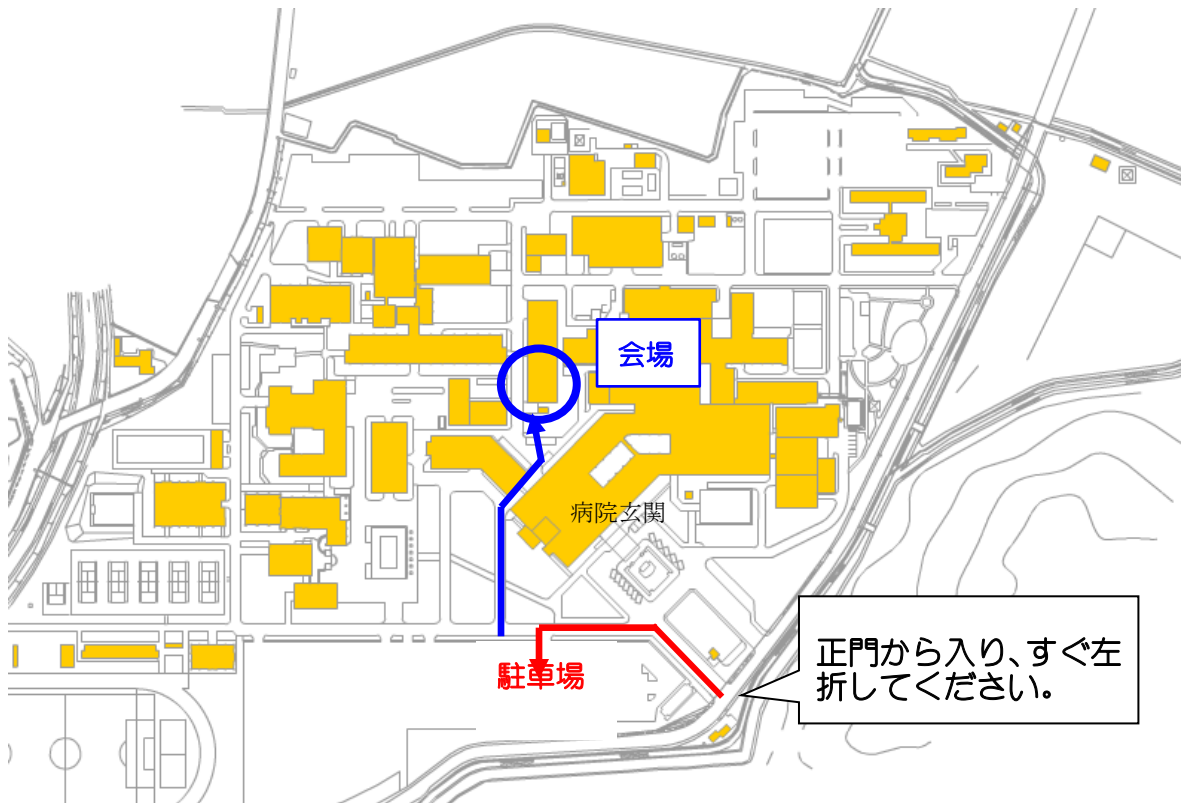 会場
病院玄関
駐車場
正門から入り、すぐ左
折してください。